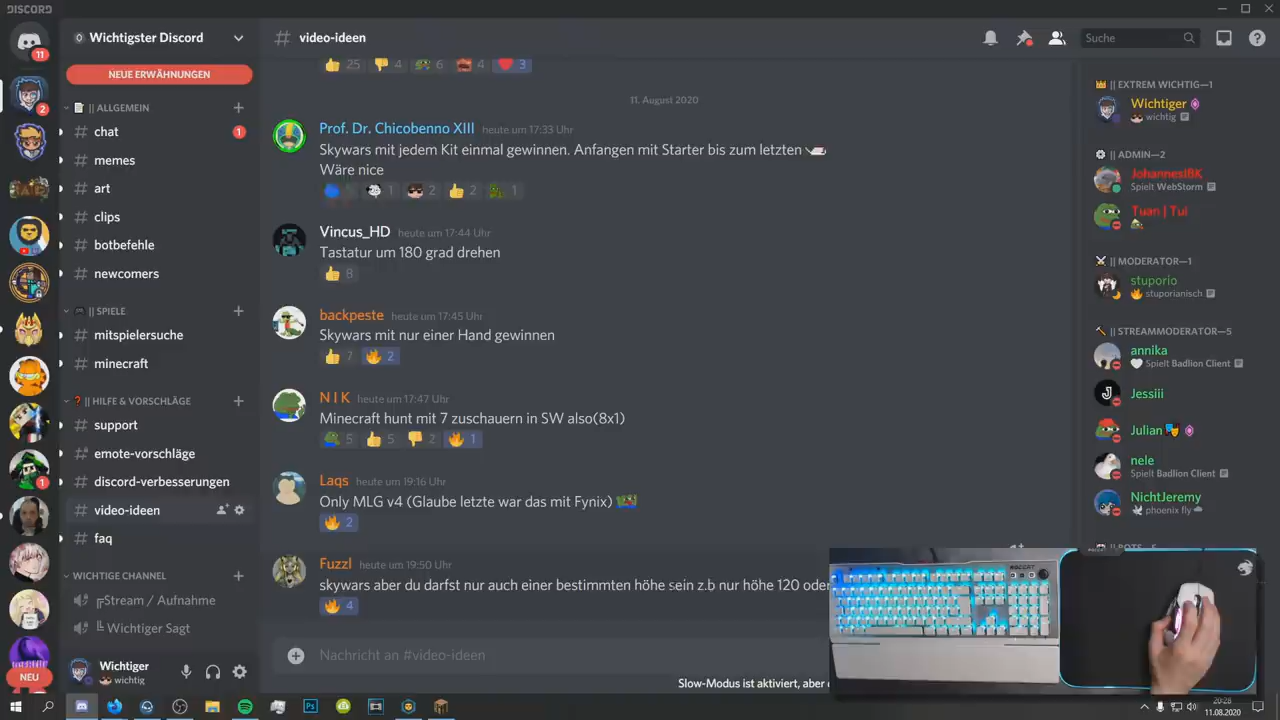 DISCORD
Wichtigster Discord
NEUE ERWÄHNUNGEN
|| ALLGEMEIN
chat
1
memes
art
clips
botbefehle
newcomers
|| SPIELE
mitspielersuche
minecraft
|| HILFE & VORSCHLÄGE
support
emote-vorschläge
discord-verbesserungen
video-ideen
faq
WICHTIGE CHANNEL
╔Stream / Aufnahme
╚ Wichtiger Sagt
Wichtiger
wichtig
11
2
1
NEU
# video-ideen
Suche
25 4 6 4 3
11. August 2020
Prof. Dr. Chicobenno XIII heute um 17:33 Uhr
Skywars mit jedem Kit einmal gewinnen. Anfangen mit Starter bis zum letzten
Wäre nice
1 2 2 1
Vincus_HD heute um 17:44 Uhr
Tastatur um 180 grad drehen
8
backpeste heute um 17:45 Uhr
Skywars mit nur einer Hand gewinnen
7 2
N I K heute um 17:47 Uhr
Minecraft hunt mit 7 zuschauern in SW also(8x1)
5 5 2 1
Laqs heute um 19:16 Uhr
Only MLG v4 (Glaube letzte war das mit Fynix)
2
Fuzzl heute um 19:50 Uhr
skywars aber du darfst nur auch einer bestimmten höhe sein z.b nur höhe 120 oder
4
Nachricht an #video-ideen
Slow-Modus ist aktiviert, aber
|| EXTREM WICHTIG—1
Wichtiger
wichtig
|| ADMIN—2
JohannesIBK
Spielt WebStorm
Tuan | Tui
|| MODERATOR—1
stuporio
stuporianisch
|| STREAMMODERATOR—5
annika
Spielt Badlion Client
Jessiii
Julian
nele
Spielt Badlion Client
NichtJeremy
phoenix fly
ROCCAT
20:28
11.08.2020